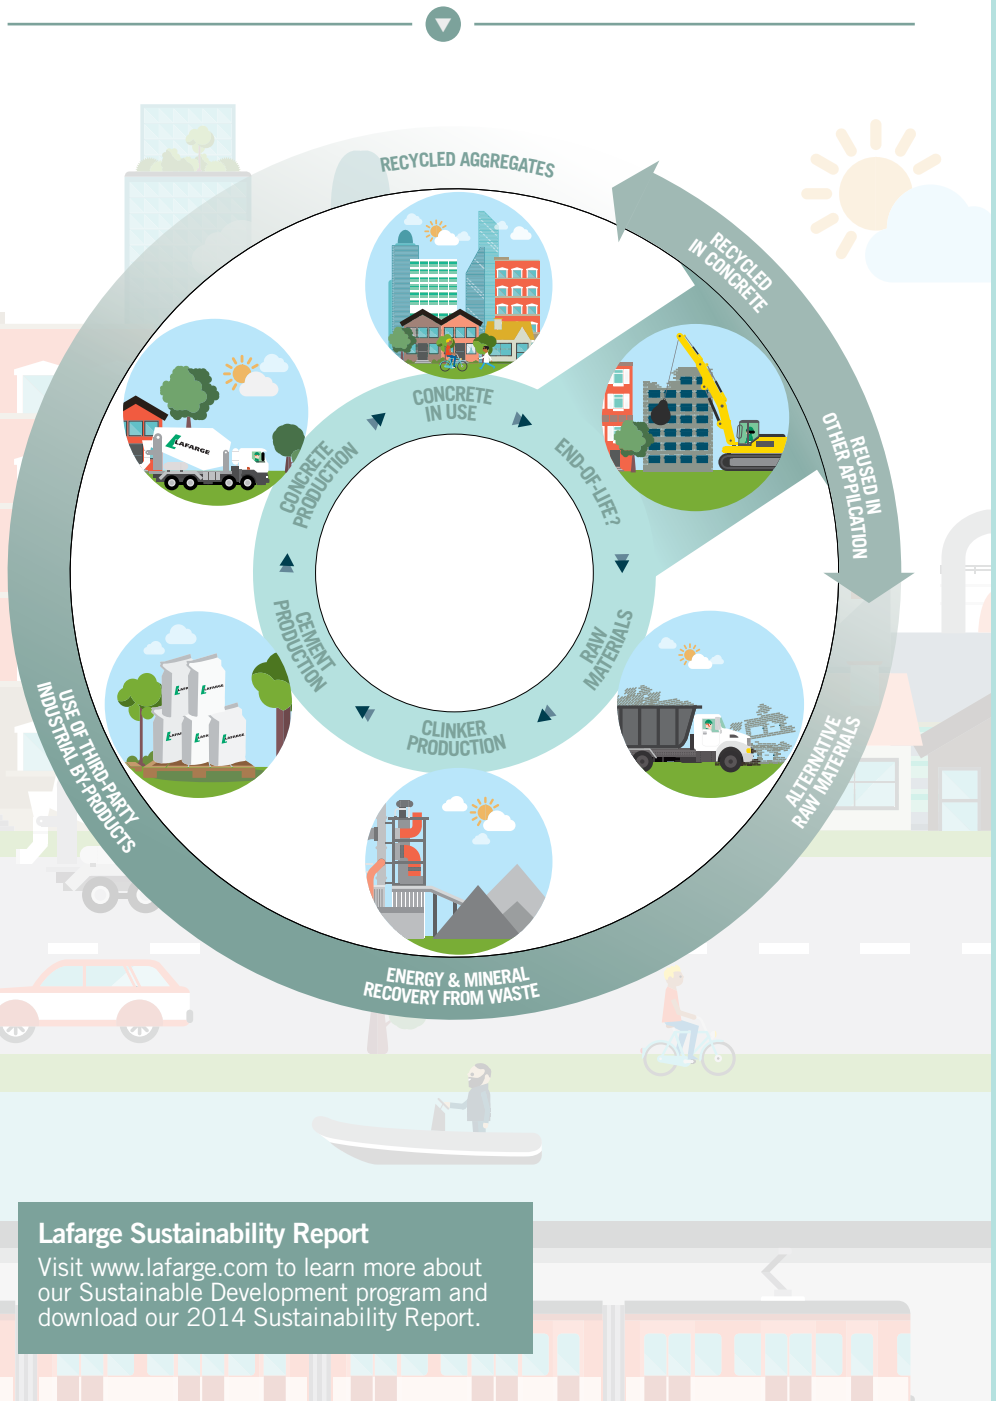 RECYCLED AGGREGATES
RECYCLED
IN CONCRETE
REUSED IN
OTHER APPILCATION
ALTERNATIVE
RAW MATERIALS
ENERGY & MINERAL
RECOVERY FROM WASTE
USE OF THIRD-PARTY
INDUSTRIAL BY-PRODUCTS
CONCRETE
IN USE
END-OF-LIFE?
RAW
MATERIALS
CLINKER
PRODUCTION
CEMENT
PRODUCTION
CONCRETE
PRODUCTION
LAFARGE
Lafarge Sustainability Report
Visit www.lafarge.com to learn more about
our Sustainable Development program and
download our 2014 Sustainability Report.